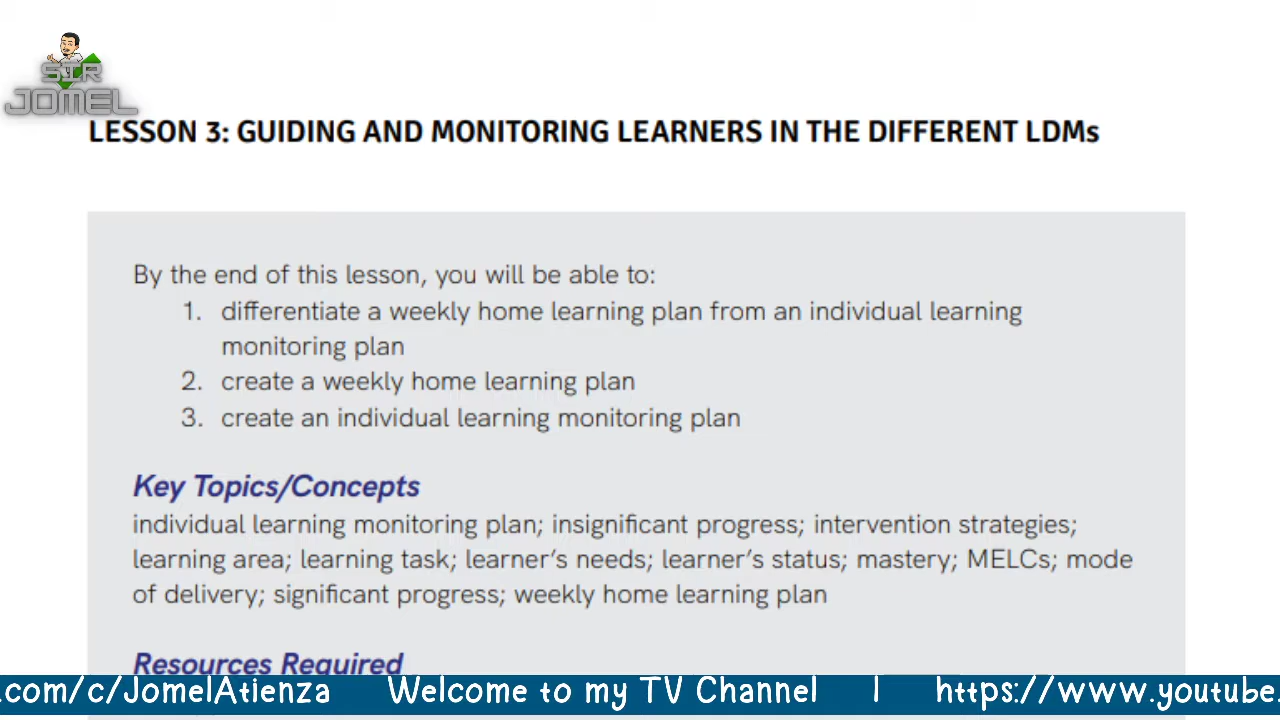 SIR
JOMEL
LESSON 3: GUIDING AND MONITORING LEARNERS IN THE DIFFERENT LDMs
By the end of this lesson, you will be able to:
1. differentiate a weekly home learning plan from an individual learning
monitoring plan
2. create a weekly home learning plan
3. create an individual learning monitoring plan
Key Topics/Concepts
individual learning monitoring plan; insignificant progress; intervention strategies;
learning area; learning task; learner’s needs; learner’s status; mastery; MELCs; mode
of delivery; significant progress; weekly home learning plan
Resources Required
.com/c/JomelAtienza Welcome to my TV Channel | https://www.youtube.